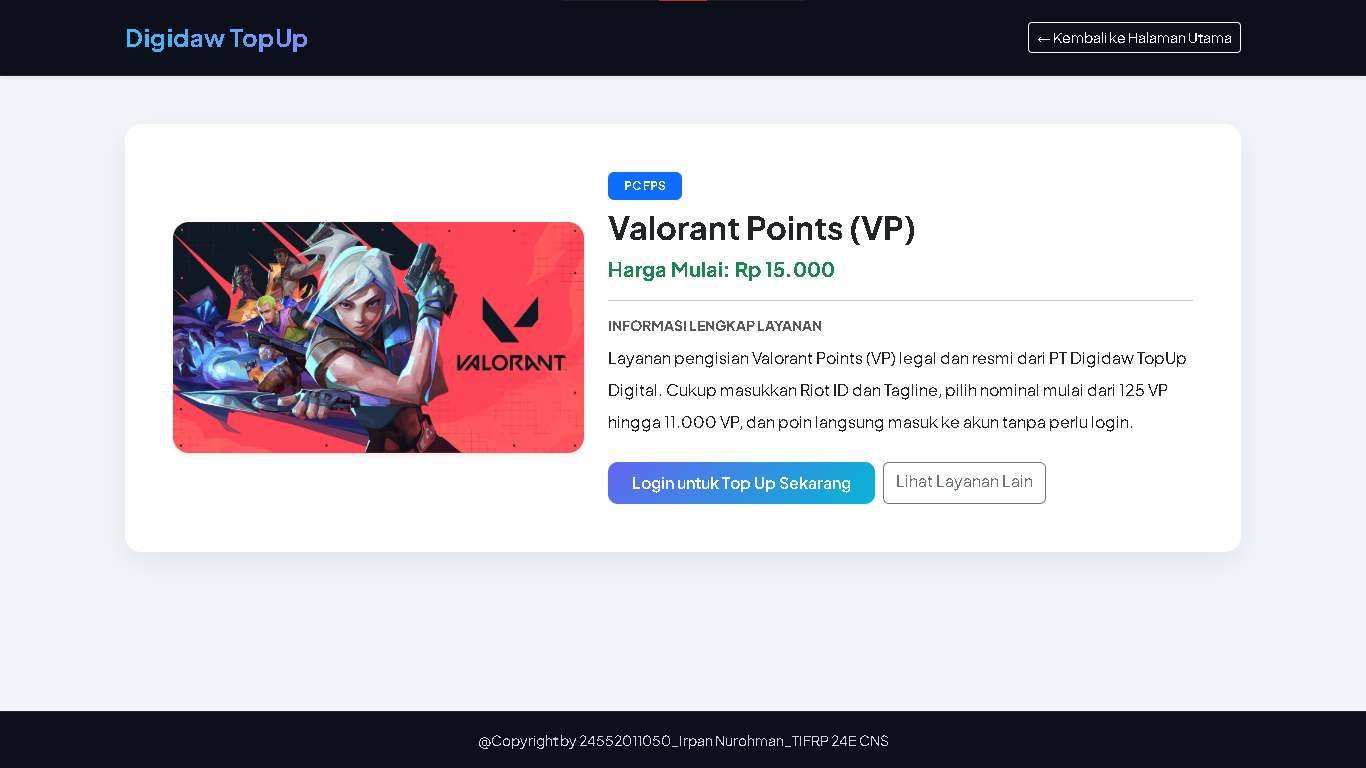 Digidaw TopUp
← Kembali ke Halaman Utama
PC FPS
Valorant Points (VP)
Harga Mulai: Rp 15.000
VALORANT
INFORMASI LENGKAP LAYANAN
Layanan pengisian Valorant Points (VP) legal dan resmi dari PT Digidaw TopUp
Digital. Cukup masukkan Riot ID dan Tagline, pilih nominal mulai dari 125 VP
hingga 11.000 VP, dan poin langsung masuk ke akun tanpa perlu login.
Login untuk Top Up Sekarang
Lihat Layanan Lain
@Copyright by 24552011050_Irpan Nurohman_TIFRP 24E CNS